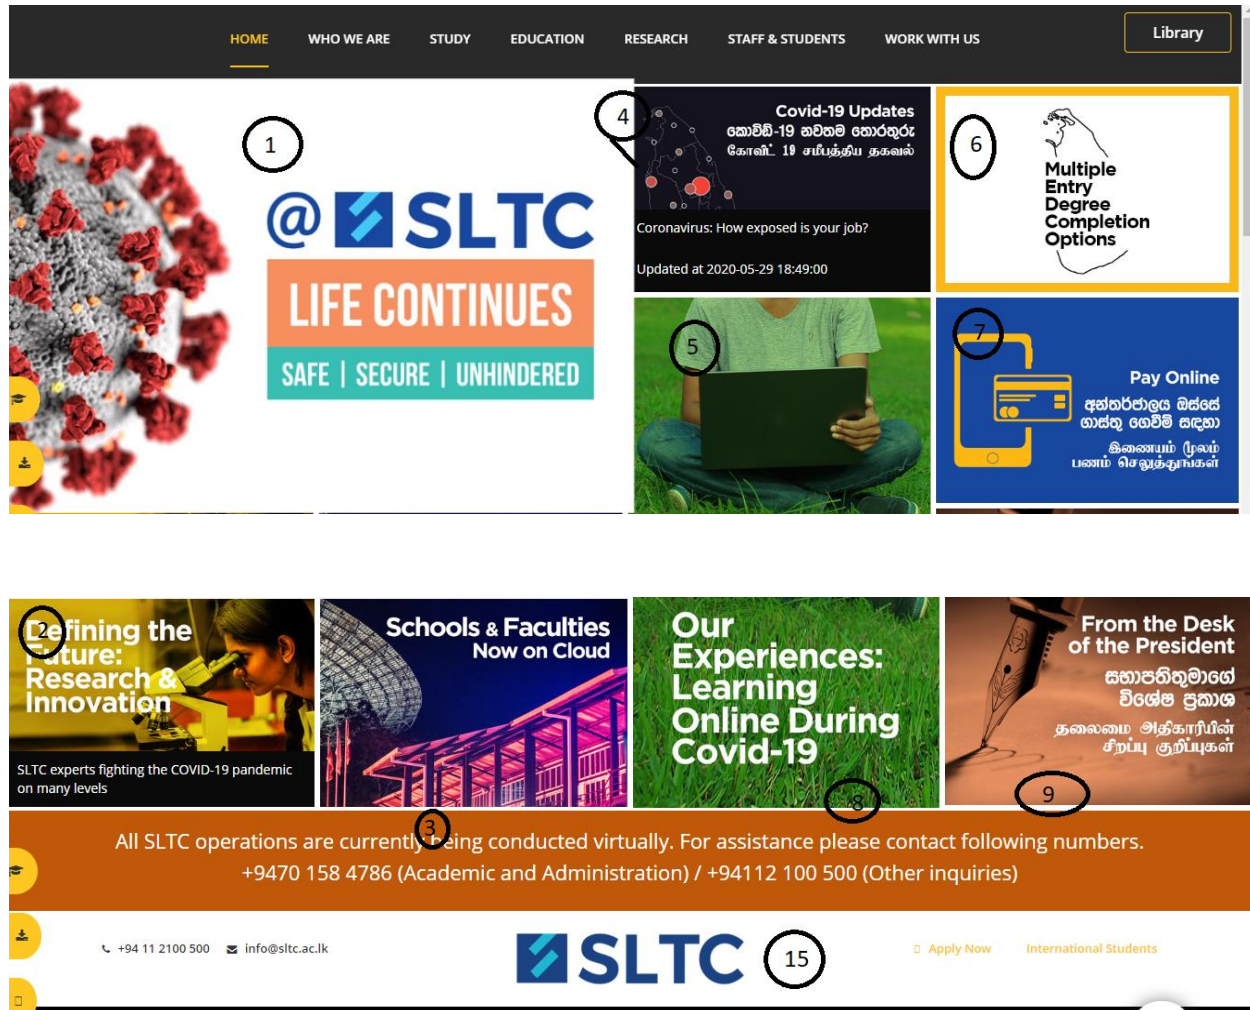 HOME WHO WE ARE STUDY EDUCATION RESEARCH STAFF & STUDENTS WORK WITH US Library
1
@ SLTC
LIFE CONTINUES
SAFE | SECURE | UNHINDERED
4
Covid-19 Updates
කොවිඩ්-19 නවතම තොරතුරු
கோவிட் 19 சமீபத்திய தகவல்
Coronavirus: How exposed is your job?
Updated at 2020-05-29 18:49:00
6
Multiple
Entry
Degree
Completion
Options
5
7
Pay Online
අන්තර්ජාලය ඔස්සේ
ගාස්තු ගෙවීම් සඳහා
இணையம் மூலம்
பணம் செலுத்துங்கள்
2
Defining the
Future:
Research &
Innovation
SLTC experts fighting the COVID-19 pandemic
on many levels
Schools & Faculties
Now on Cloud
3
Our
Experiences:
Learning
Online During
Covid-19
8
From the Desk
of the President
සභාපතිතුමාගේ
විශේෂ ප්‍රකාශ
தலைமை அதிகாரியின்
சிறப்பு குறிப்புகள்
9
All SLTC operations are currently being conducted virtually. For assistance please contact following numbers.
+9470 158 4786 (Academic and Administration) / +94112 100 500 (Other inquiries)
+94 11 2100 500 info@sltc.ac.lk SLTC 15 Apply Now International Students